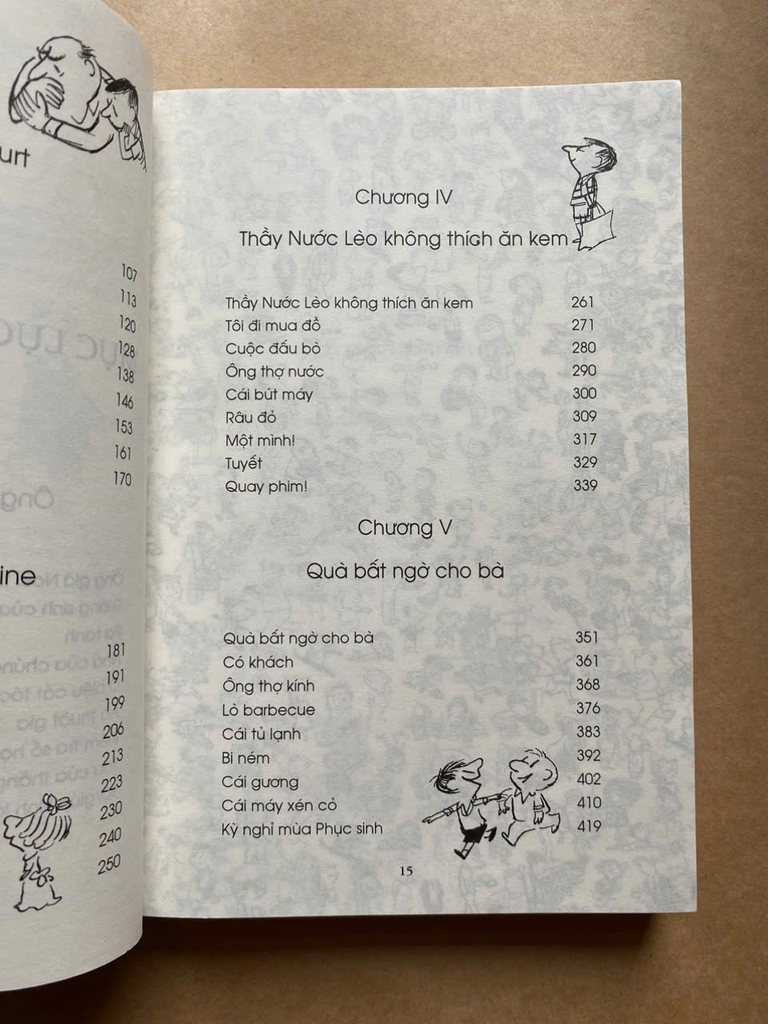 urt
107
113
120
128
138
146
153
161
170
ine
181
191
199
206
213
223
230
240
250
Chương IV
Thầy Nước Lèo không thích ăn kem
Thầy Nước Lèo không thích ăn kem 261
Tôi đi mua đồ 271
Cuộc đấu bò 280
Ông thợ nước 290
Cái bút máy 300
Râu đỏ 309
Một mình! 317
Tuyết 329
Quay phim! 339
Chương V
Quà bất ngờ cho bà
Quà bất ngờ cho bà 351
Có khách 361
Ông thợ kính 368
Lò barbecue 376
Cái tủ lạnh 383
Bi ném 392
Cái gương 402
Cái máy xén cỏ 410
Kỳ nghỉ mùa Phục sinh 419
15